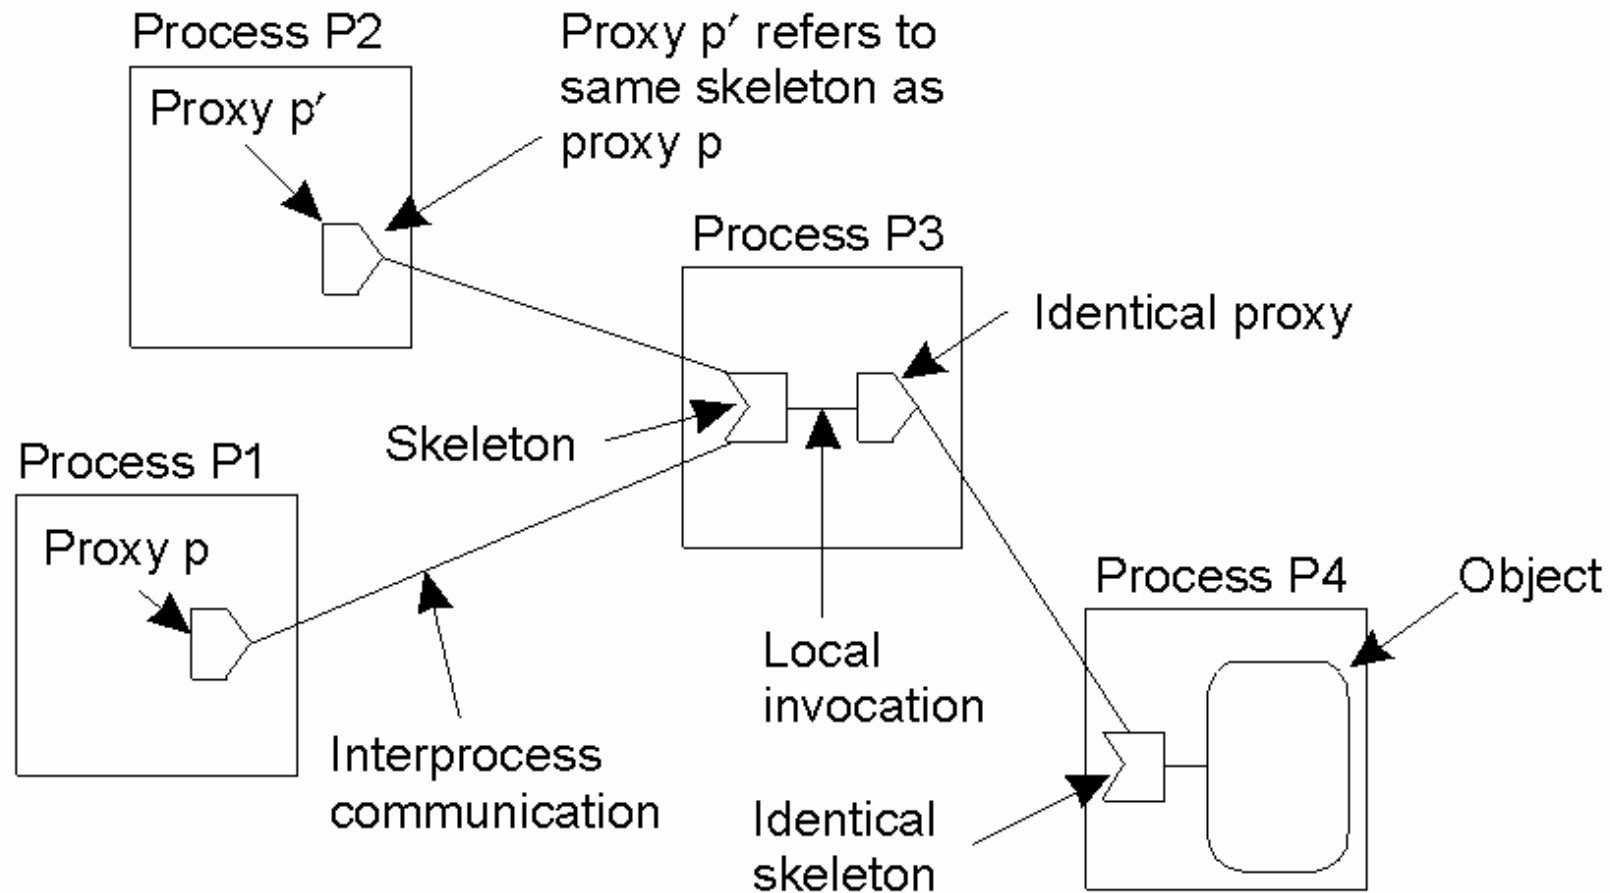 Process P2
Proxy p′ refers to
same skeleton as
proxy p
Proxy p′
Process P3
Identical proxy
Skeleton
Process P1
Proxy p
Process P4
Object
Local
invocation
Interprocess
communication
Identical
skeleton